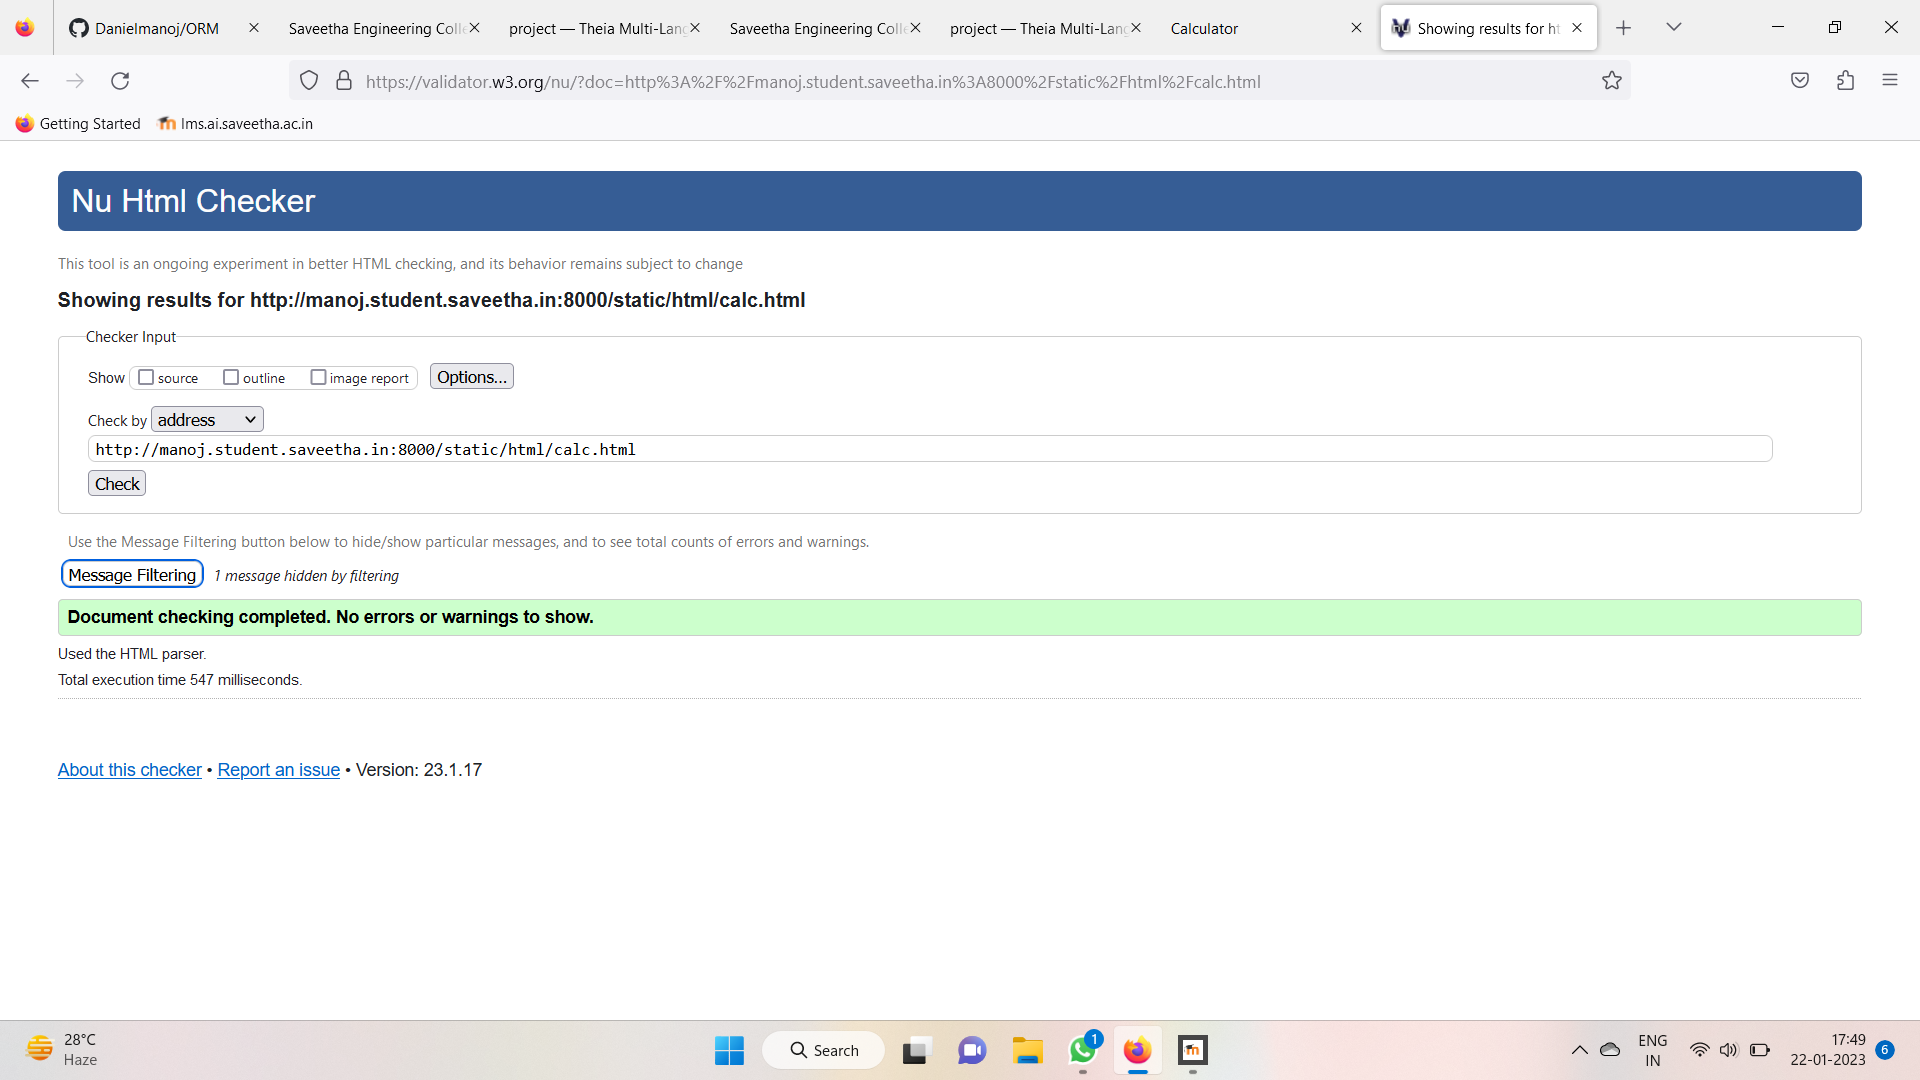 Danielmanoj/ORM
Saveetha Engineering Colle
project — Theia Multi-Lang
Saveetha Engineering Colle
project — Theia Multi-Lang
Calculator
Showing results for ht
https://validator.w3.org/nu/?doc=http%3A%2F%2Fmanoj.student.saveetha.in%3A8000%2Fstatic%2Fhtml%2Fcalc.html
Getting Started
lms.ai.saveetha.ac.in
Nu Html Checker
This tool is an ongoing experiment in better HTML checking, and its behavior remains subject to change
Showing results for http://manoj.student.saveetha.in:8000/static/html/calc.html
Checker Input
Show source outline image report Options...
Check by address
http://manoj.student.saveetha.in:8000/static/html/calc.html
Check
Use the Message Filtering button below to hide/show particular messages, and to see total counts of errors and warnings.
Message Filtering 1 message hidden by filtering
Document checking completed. No errors or warnings to show.
Used the HTML parser.
Total execution time 547 milliseconds.
About this checker • Report an issue • Version: 23.1.17
28°C
Haze
Search
1
ENG
IN
17:49
22-01-2023
6